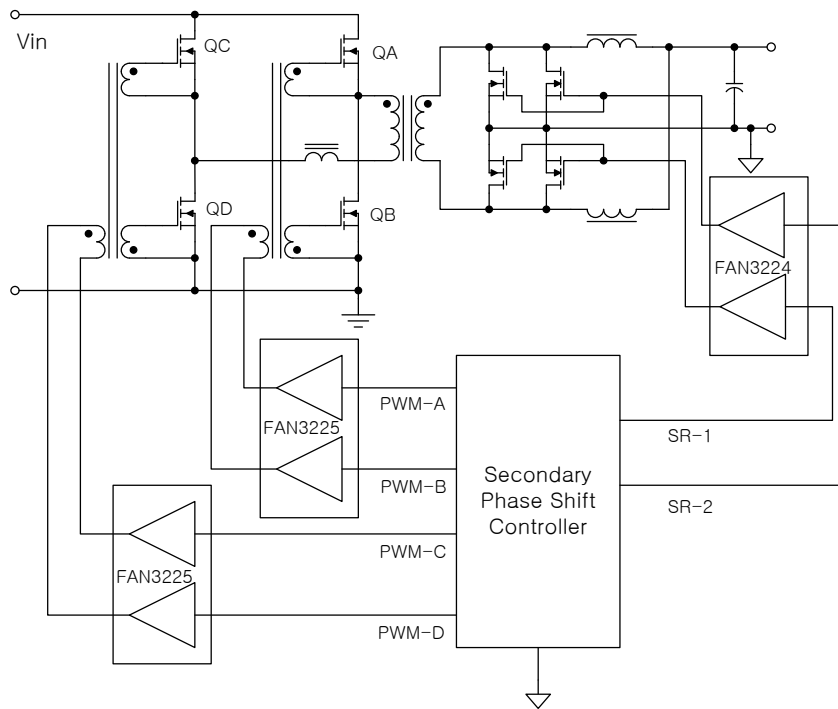 Vin
QC
QA
QD
QB
FAN3224
FAN3225
PWM-A
PWM-B
SR-1
SR-2
Secondary
Phase Shift
Controller
FAN3225
PWM-C
PWM-D